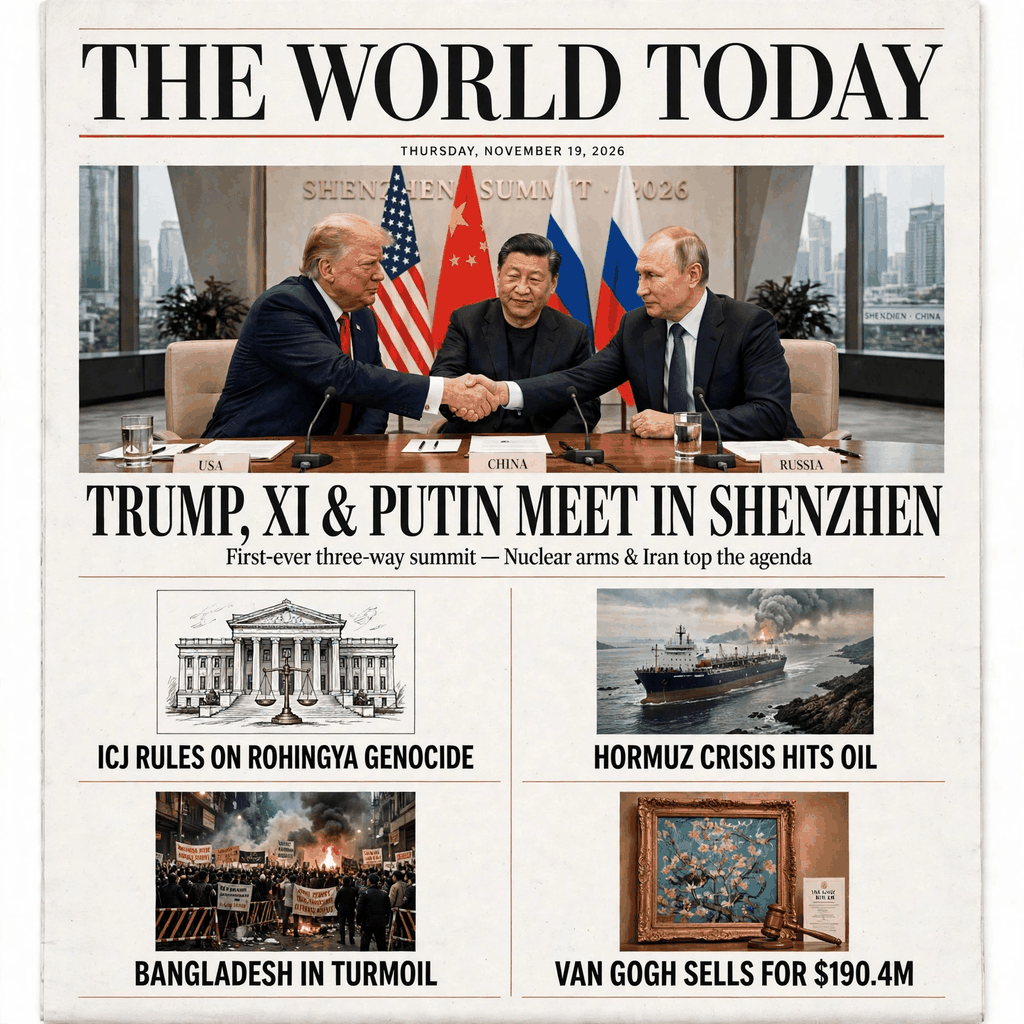 THE WORLD TODAY
THURSDAY, NOVEMBER 19, 2026
SHENZHEN SUMMIT · 2026
SHENZHEN · CHINA
USA
CHINA
RUSSIA
TRUMP, XI & PUTIN MEET IN SHENZHEN
First-ever three-way summit — Nuclear arms & Iran top the agenda
ICJ RULES ON ROHINGYA GENOCIDE
HORMUZ CRISIS HITS OIL
BANGLADESH IN TURMOIL
VAN GOGH SELLS FOR $190.4M